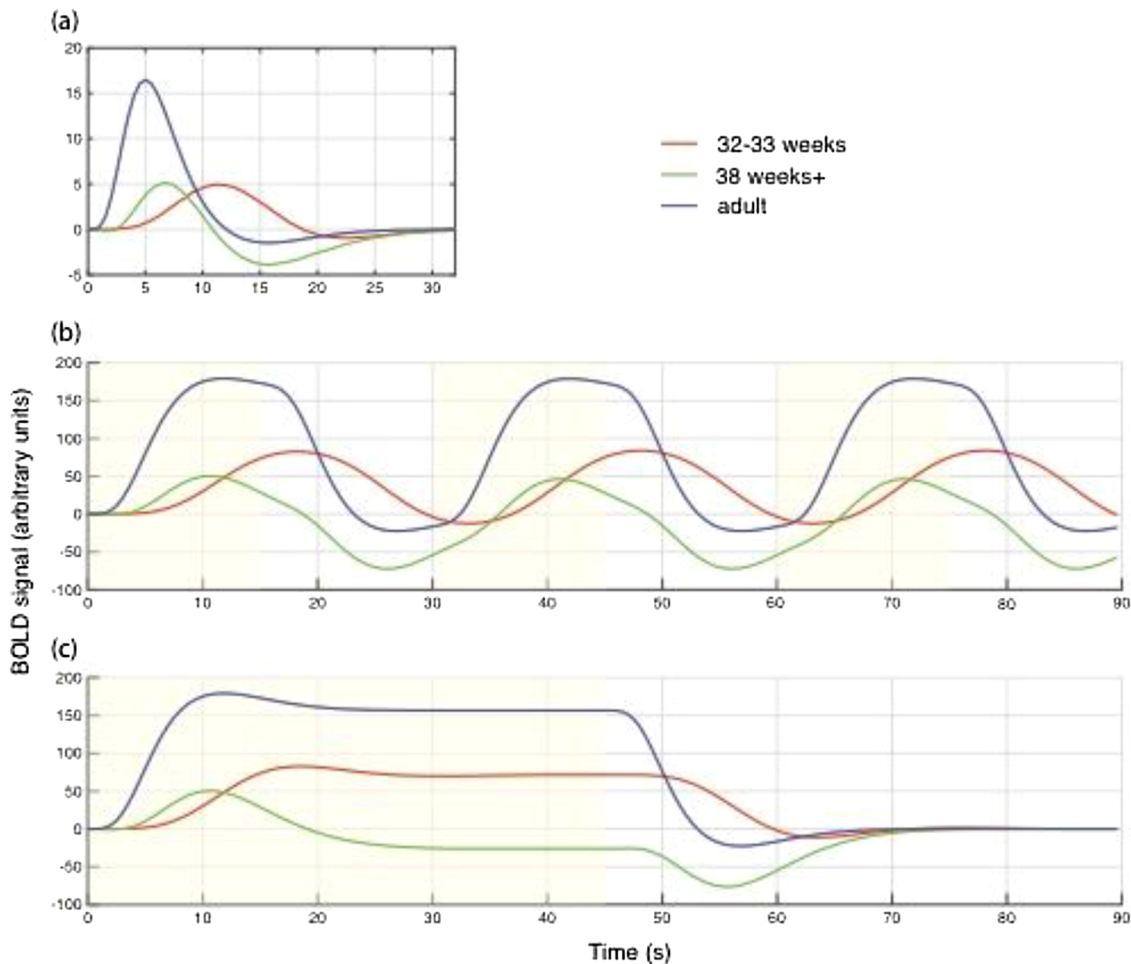 (a)
20
15
10
5
0
-5
0 5 10 15 20 25 30
32-33 weeks
38 weeks+
adult
(b)
200
150
100
50
0
-50
-100
0 10 20 30 40 50 60 70 80 90
BOLD signal (arbitrary units)
(c)
200
150
100
50
0
-50
-100
0 10 20 30 40 50 60 70 80 90
Time (s)